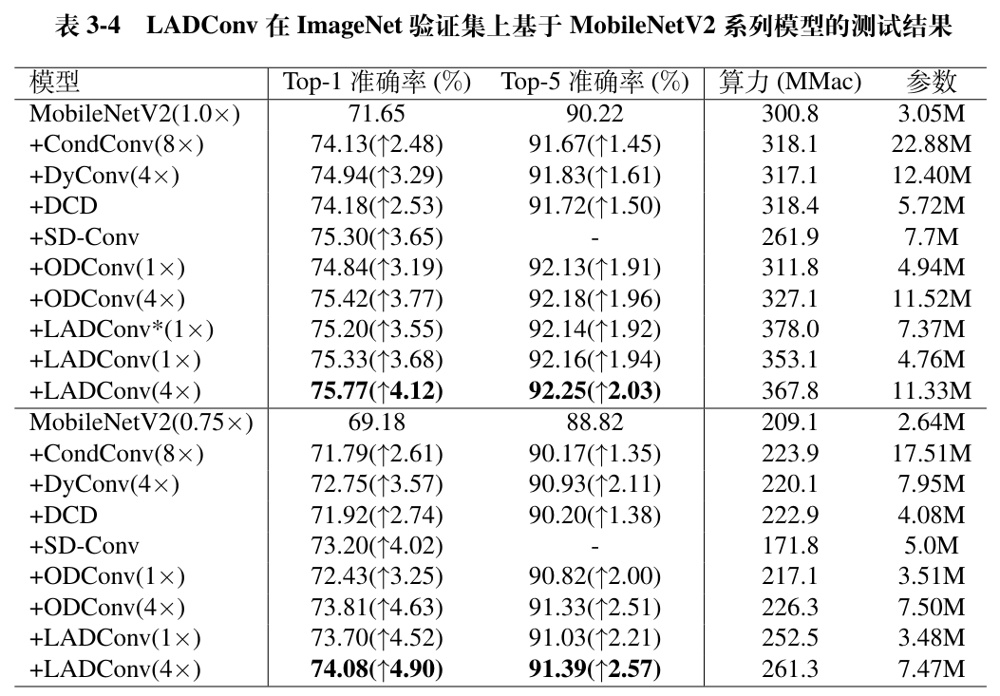 表 3-4 LADConv 在 ImageNet 验证集上基于 MobileNetV2 系列模型的测试结果
模型 Top-1 准确率 (%) Top-5 准确率 (%) 算力 (MMac) 参数
MobileNetV2(1.0×) 71.65 90.22 300.8 3.05M
+CondConv(8×) 74.13(↑2.48) 91.67(↑1.45) 318.1 22.88M
+DyConv(4×) 74.94(↑3.29) 91.83(↑1.61) 317.1 12.40M
+DCD 74.18(↑2.53) 91.72(↑1.50) 318.4 5.72M
+SD-Conv 75.30(↑3.65) - 261.9 7.7M
+ODConv(1×) 74.84(↑3.19) 92.13(↑1.91) 311.8 4.94M
+ODConv(4×) 75.42(↑3.77) 92.18(↑1.96) 327.1 11.52M
+LADConv*(1×) 75.20(↑3.55) 92.14(↑1.92) 378.0 7.37M
+LADConv(1×) 75.33(↑3.68) 92.16(↑1.94) 353.1 4.76M
+LADConv(4×) 75.77(↑4.12) 92.25(↑2.03) 367.8 11.33M
MobileNetV2(0.75×) 69.18 88.82 209.1 2.64M
+CondConv(8×) 71.79(↑2.61) 90.17(↑1.35) 223.9 17.51M
+DyConv(4×) 72.75(↑3.57) 90.93(↑2.11) 220.1 7.95M
+DCD 71.92(↑2.74) 90.20(↑1.38) 222.9 4.08M
+SD-Conv 73.20(↑4.02) - 171.8 5.0M
+ODConv(1×) 72.43(↑3.25) 90.82(↑2.00) 217.1 3.51M
+ODConv(4×) 73.81(↑4.63) 91.33(↑2.51) 226.3 7.50M
+LADConv(1×) 73.70(↑4.52) 91.03(↑2.21) 252.5 3.48M
+LADConv(4×) 74.08(↑4.90) 91.39(↑2.57) 261.3 7.47M